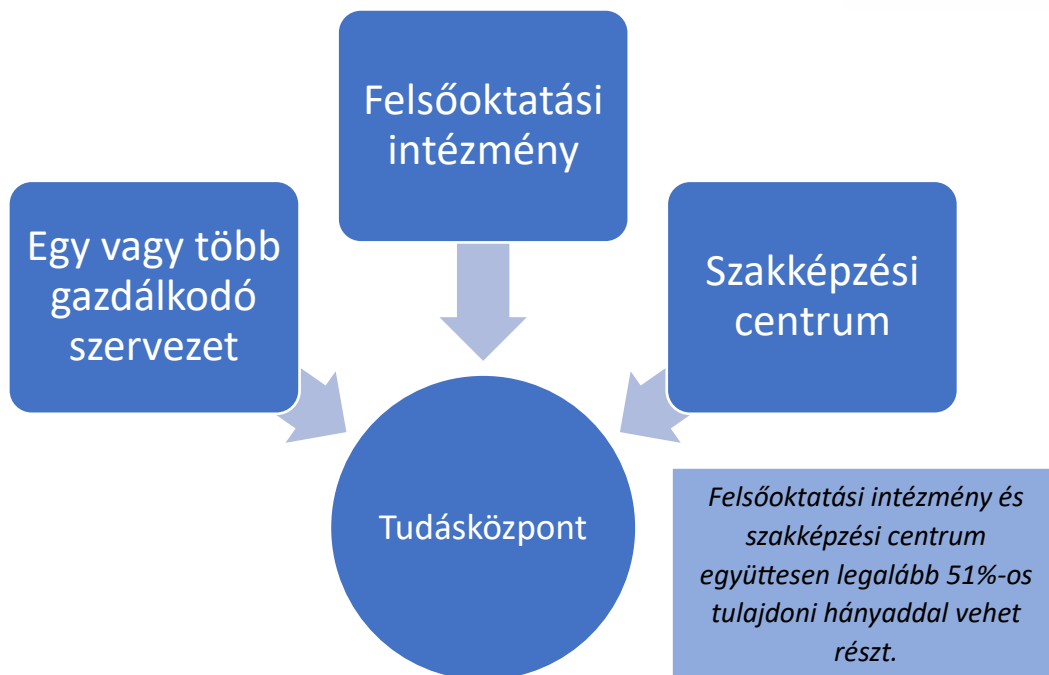 Felsőoktatási
intézmény
Egy vagy több
gazdálkodó
szervezet
Szakképzési
centrum
Tudásközpont
Felsőoktatási intézmény és
szakképzési centrum
együttesen legalább 51%-os
tulajdoni hányaddal vehet
részt.